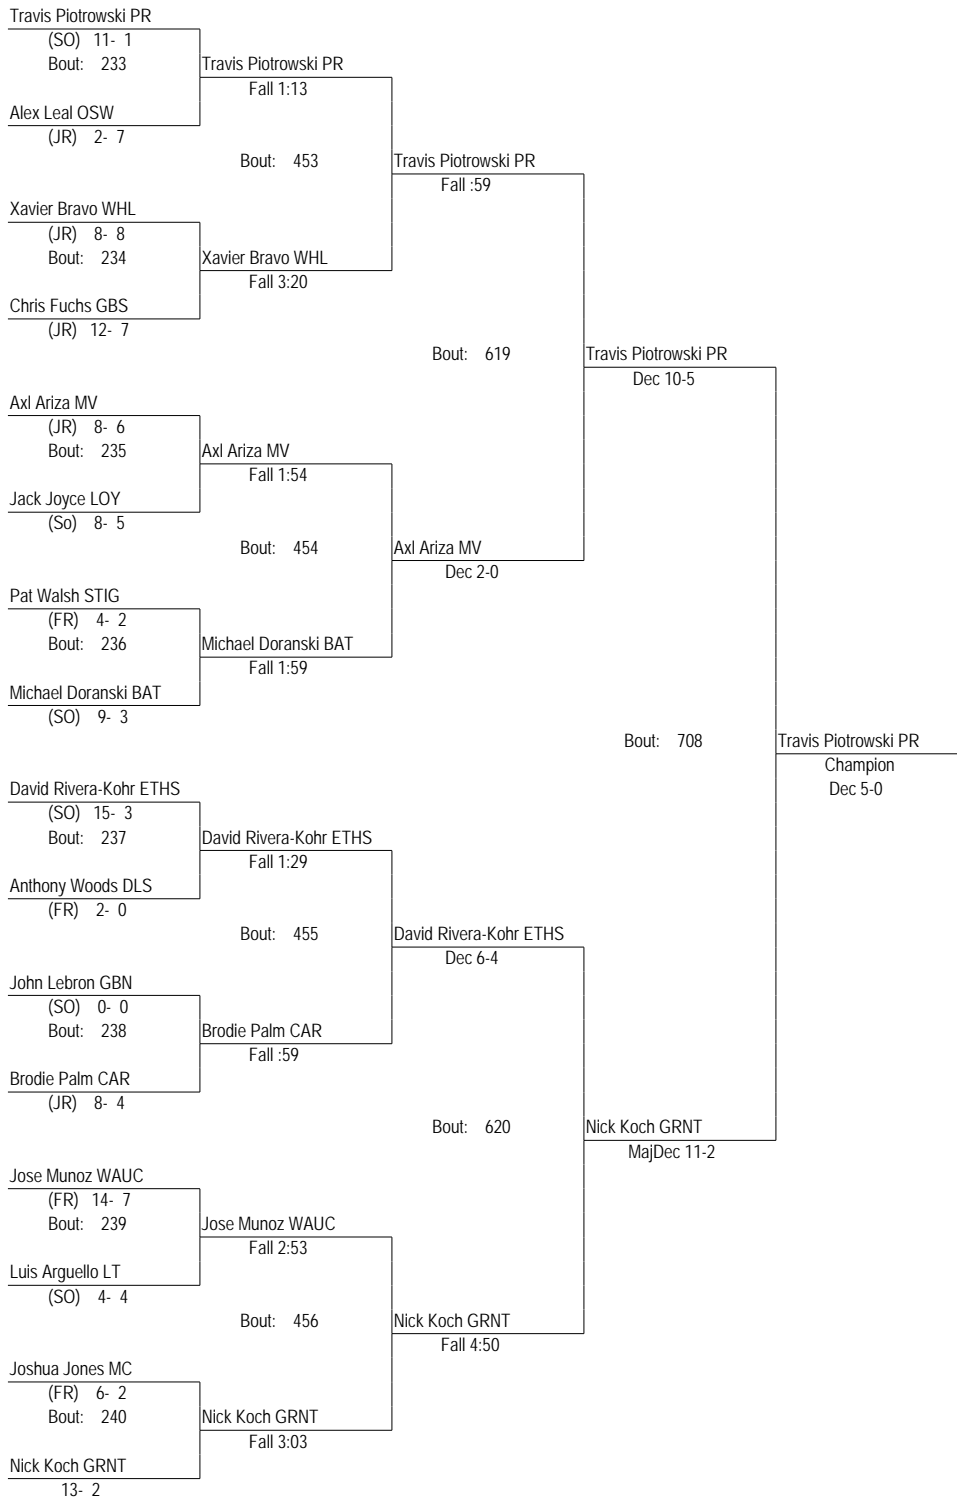 Travis Piotrowski PR
(SO) 11- 1
Bout: 233
Travis Piotrowski PR
Fall 1:13
Alex Leal OSW
(JR) 2- 7
Bout: 453
Travis Piotrowski PR
Fall :59
Xavier Bravo WHL
(JR) 8- 8
Bout: 234
Xavier Bravo WHL
Fall 3:20
Chris Fuchs GBS
(JR) 12- 7
Bout: 619
Travis Piotrowski PR
Dec 10-5
Axl Ariza MV
(JR) 8- 6
Bout: 235
Axl Ariza MV
Fall 1:54
Jack Joyce LOY
(So) 8- 5
Bout: 454
Axl Ariza MV
Dec 2-0
Pat Walsh STIG
(FR) 4- 2
Bout: 236
Michael Doranski BAT
Fall 1:59
Michael Doranski BAT
(SO) 9- 3
Bout: 708
Travis Piotrowski PR
Champion
Dec 5-0
David Rivera-Kohr ETHS
(SO) 15- 3
Bout: 237
David Rivera-Kohr ETHS
Fall 1:29
Anthony Woods DLS
(FR) 2- 0
Bout: 455
David Rivera-Kohr ETHS
Dec 6-4
John Lebron GBN
(SO) 0- 0
Bout: 238
Brodie Palm CAR
Fall :59
Brodie Palm CAR
(JR) 8- 4
Bout: 620
Nick Koch GRNT
MajDec 11-2
Jose Munoz WAUC
(FR) 14- 7
Bout: 239
Jose Munoz WAUC
Fall 2:53
Luis Arguello LT
(SO) 4- 4
Bout: 456
Nick Koch GRNT
Fall 4:50
Joshua Jones MC
(FR) 6- 2
Bout: 240
Nick Koch GRNT
Fall 3:03
Nick Koch GRNT
13- 2